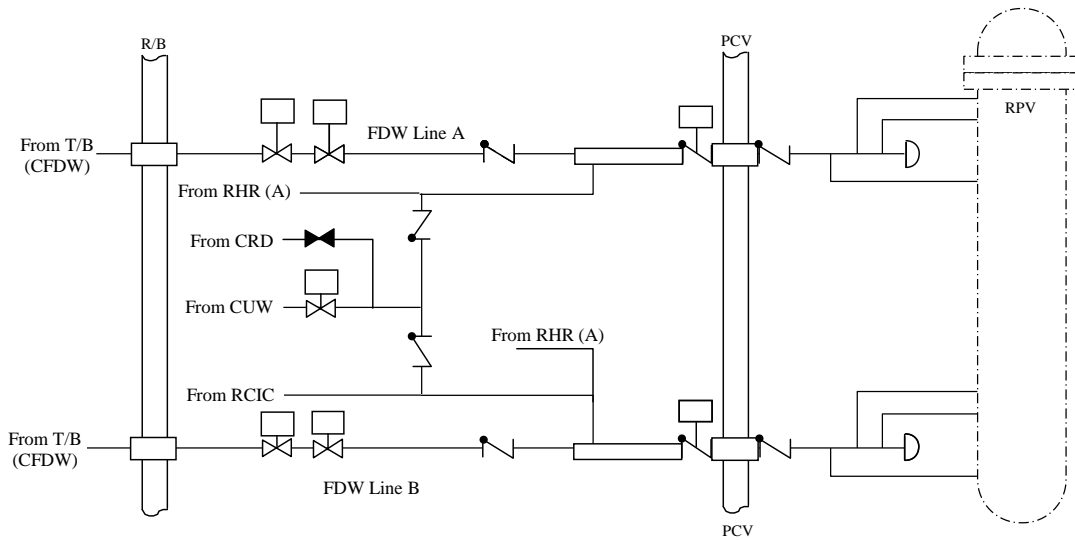 R/B
PCV
RPV
FDW Line A
From T/B
(CFDW)
From RHR (A)
From CRD
From CUW
From RHR (A)
From RCIC
From T/B
(CFDW)
FDW Line B
PCV